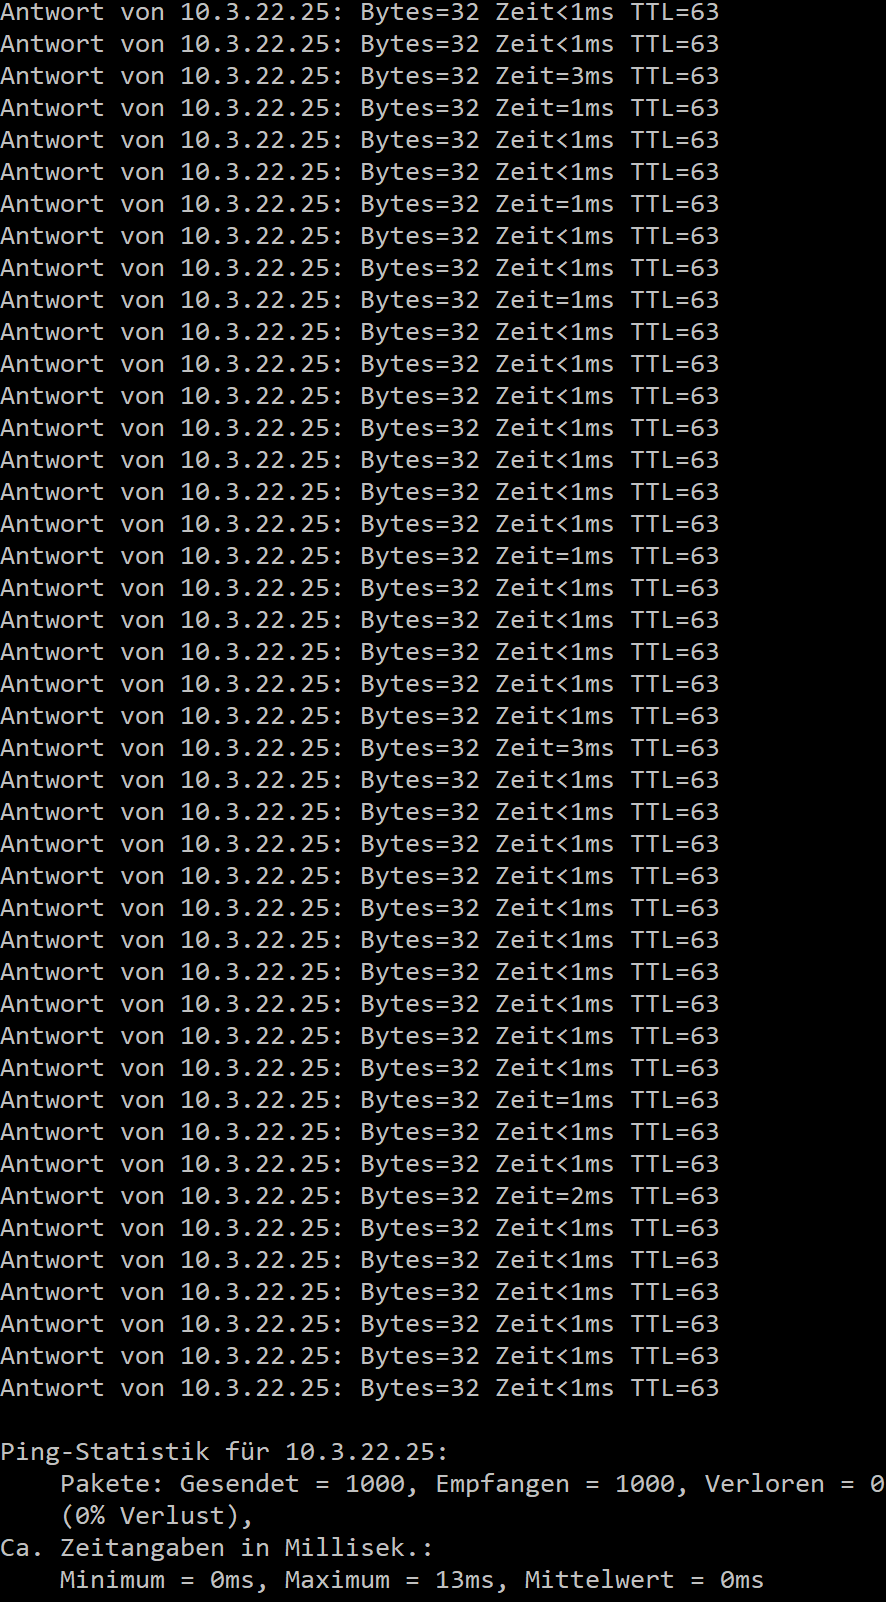 Antwort von 10.3.22.25: Bytes=32 Zeit<1ms TTL=63
Antwort von 10.3.22.25: Bytes=32 Zeit<1ms TTL=63
Antwort von 10.3.22.25: Bytes=32 Zeit=3ms TTL=63
Antwort von 10.3.22.25: Bytes=32 Zeit=1ms TTL=63
Antwort von 10.3.22.25: Bytes=32 Zeit<1ms TTL=63
Antwort von 10.3.22.25: Bytes=32 Zeit<1ms TTL=63
Antwort von 10.3.22.25: Bytes=32 Zeit=1ms TTL=63
Antwort von 10.3.22.25: Bytes=32 Zeit<1ms TTL=63
Antwort von 10.3.22.25: Bytes=32 Zeit<1ms TTL=63
Antwort von 10.3.22.25: Bytes=32 Zeit=1ms TTL=63
Antwort von 10.3.22.25: Bytes=32 Zeit<1ms TTL=63
Antwort von 10.3.22.25: Bytes=32 Zeit<1ms TTL=63
Antwort von 10.3.22.25: Bytes=32 Zeit<1ms TTL=63
Antwort von 10.3.22.25: Bytes=32 Zeit<1ms TTL=63
Antwort von 10.3.22.25: Bytes=32 Zeit<1ms TTL=63
Antwort von 10.3.22.25: Bytes=32 Zeit<1ms TTL=63
Antwort von 10.3.22.25: Bytes=32 Zeit<1ms TTL=63
Antwort von 10.3.22.25: Bytes=32 Zeit=1ms TTL=63
Antwort von 10.3.22.25: Bytes=32 Zeit<1ms TTL=63
Antwort von 10.3.22.25: Bytes=32 Zeit<1ms TTL=63
Antwort von 10.3.22.25: Bytes=32 Zeit<1ms TTL=63
Antwort von 10.3.22.25: Bytes=32 Zeit<1ms TTL=63
Antwort von 10.3.22.25: Bytes=32 Zeit<1ms TTL=63
Antwort von 10.3.22.25: Bytes=32 Zeit=3ms TTL=63
Antwort von 10.3.22.25: Bytes=32 Zeit<1ms TTL=63
Antwort von 10.3.22.25: Bytes=32 Zeit<1ms TTL=63
Antwort von 10.3.22.25: Bytes=32 Zeit<1ms TTL=63
Antwort von 10.3.22.25: Bytes=32 Zeit<1ms TTL=63
Antwort von 10.3.22.25: Bytes=32 Zeit<1ms TTL=63
Antwort von 10.3.22.25: Bytes=32 Zeit<1ms TTL=63
Antwort von 10.3.22.25: Bytes=32 Zeit<1ms TTL=63
Antwort von 10.3.22.25: Bytes=32 Zeit<1ms TTL=63
Antwort von 10.3.22.25: Bytes=32 Zeit<1ms TTL=63
Antwort von 10.3.22.25: Bytes=32 Zeit<1ms TTL=63
Antwort von 10.3.22.25: Bytes=32 Zeit=1ms TTL=63
Antwort von 10.3.22.25: Bytes=32 Zeit<1ms TTL=63
Antwort von 10.3.22.25: Bytes=32 Zeit<1ms TTL=63
Antwort von 10.3.22.25: Bytes=32 Zeit=2ms TTL=63
Antwort von 10.3.22.25: Bytes=32 Zeit<1ms TTL=63
Antwort von 10.3.22.25: Bytes=32 Zeit<1ms TTL=63
Antwort von 10.3.22.25: Bytes=32 Zeit<1ms TTL=63
Antwort von 10.3.22.25: Bytes=32 Zeit<1ms TTL=63
Antwort von 10.3.22.25: Bytes=32 Zeit<1ms TTL=63
Antwort von 10.3.22.25: Bytes=32 Zeit<1ms TTL=63

Ping-Statistik für 10.3.22.25:
    Pakete: Gesendet = 1000, Empfangen = 1000, Verloren = 0
    (0% Verlust),
Ca. Zeitangaben in Millisek.:
    Minimum = 0ms, Maximum = 13ms, Mittelwert = 0ms